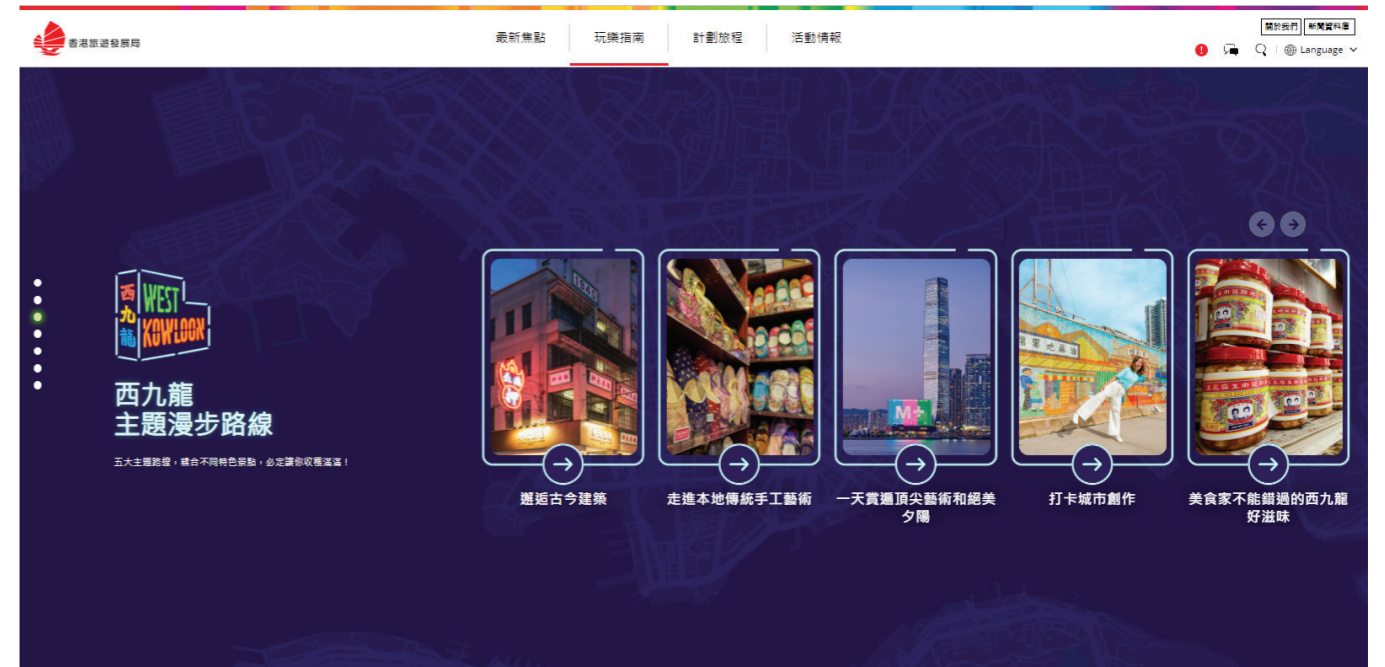 香港旅遊發展局
最新焦點
玩樂指南
計劃旅程
活動情報
關於我們
新聞資料庫
Language
西九龍
WEST
KOWLOON
西九龍
主題漫步路線
五大主題路線，糅合不同特色景點，必定讓你收穫滿滿！
1940
M+
邂逅古今建築
走進本地傳統手工藝術
一天賞遍頂尖藝術和絕美
夕陽
打卡城市創作
美食家不能錯過的西九龍
好滋味